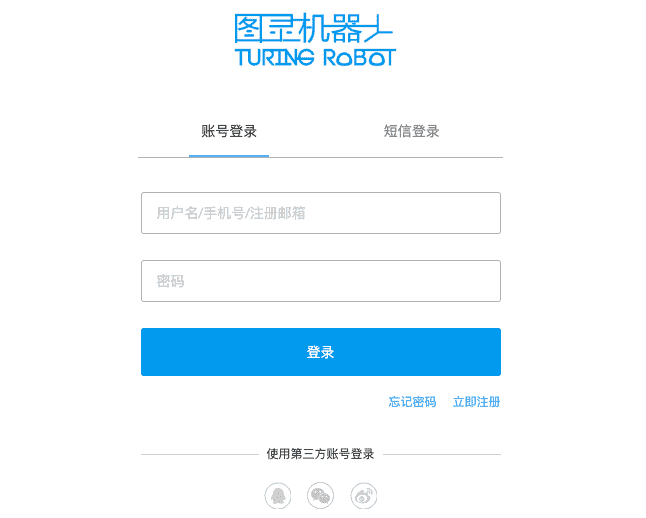 图灵机器人
TURING ROBOT
账号登录 短信登录
用户名/手机号/注册邮箱
密码
登录
忘记密码 立即注册
使用第三方账号登录